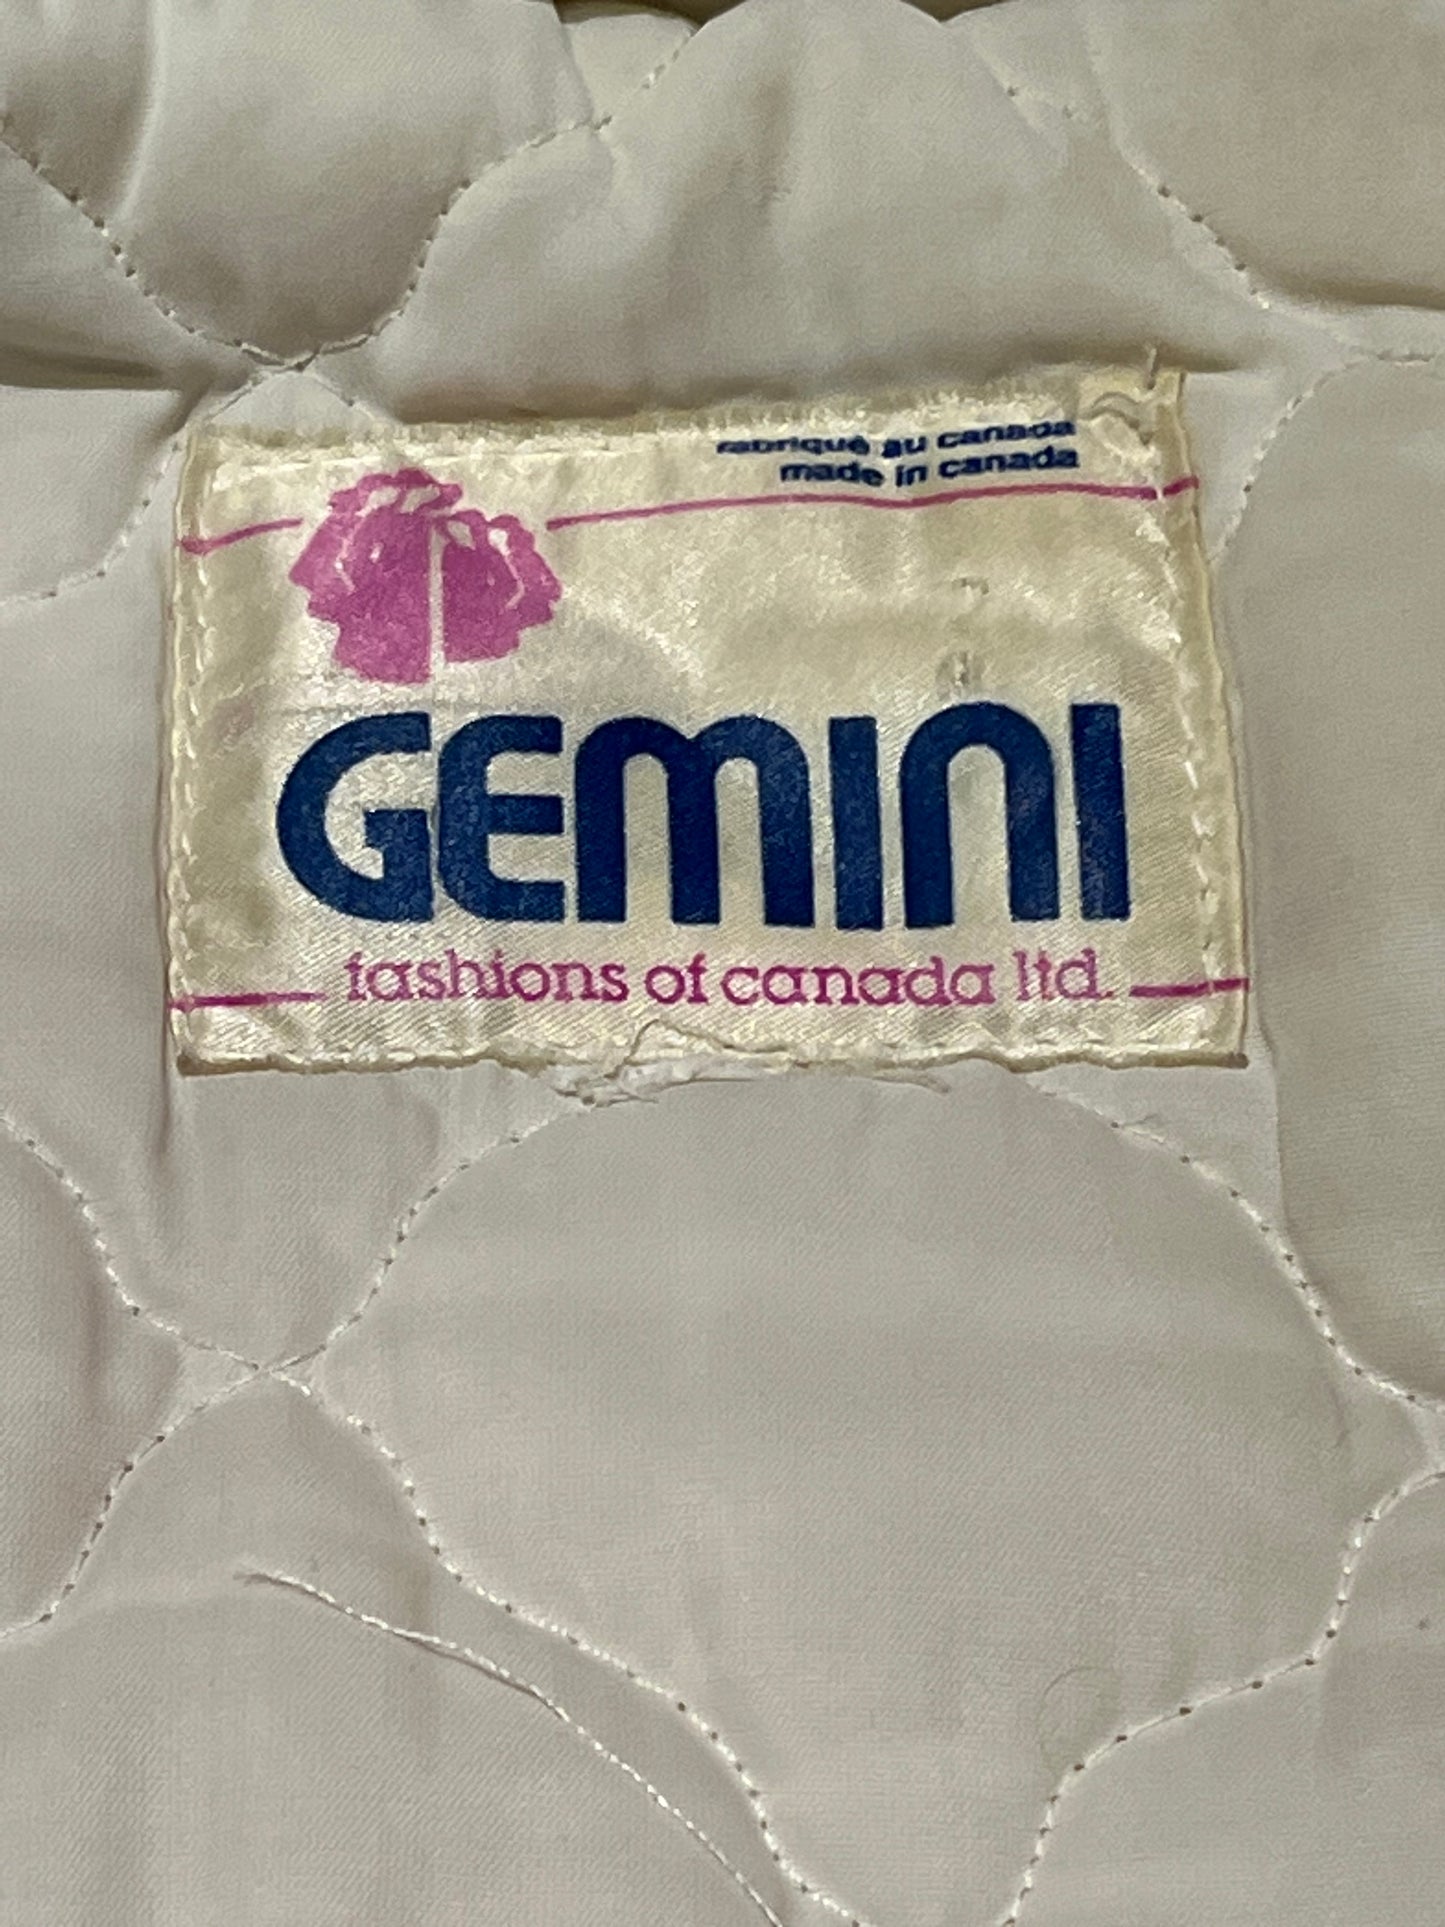 fabriqué au canada
made in canada
GEMINI
fashions of canada ltd.